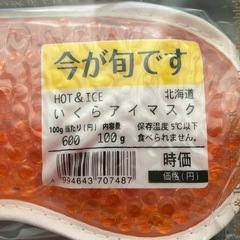 今が旬です
HOT & ICE 北海道
いくらアイマスク
100g当たり(円) 内容量 保存温度 5℃以下
600 100g 食べられません。
時価
価格(円)
994643707487